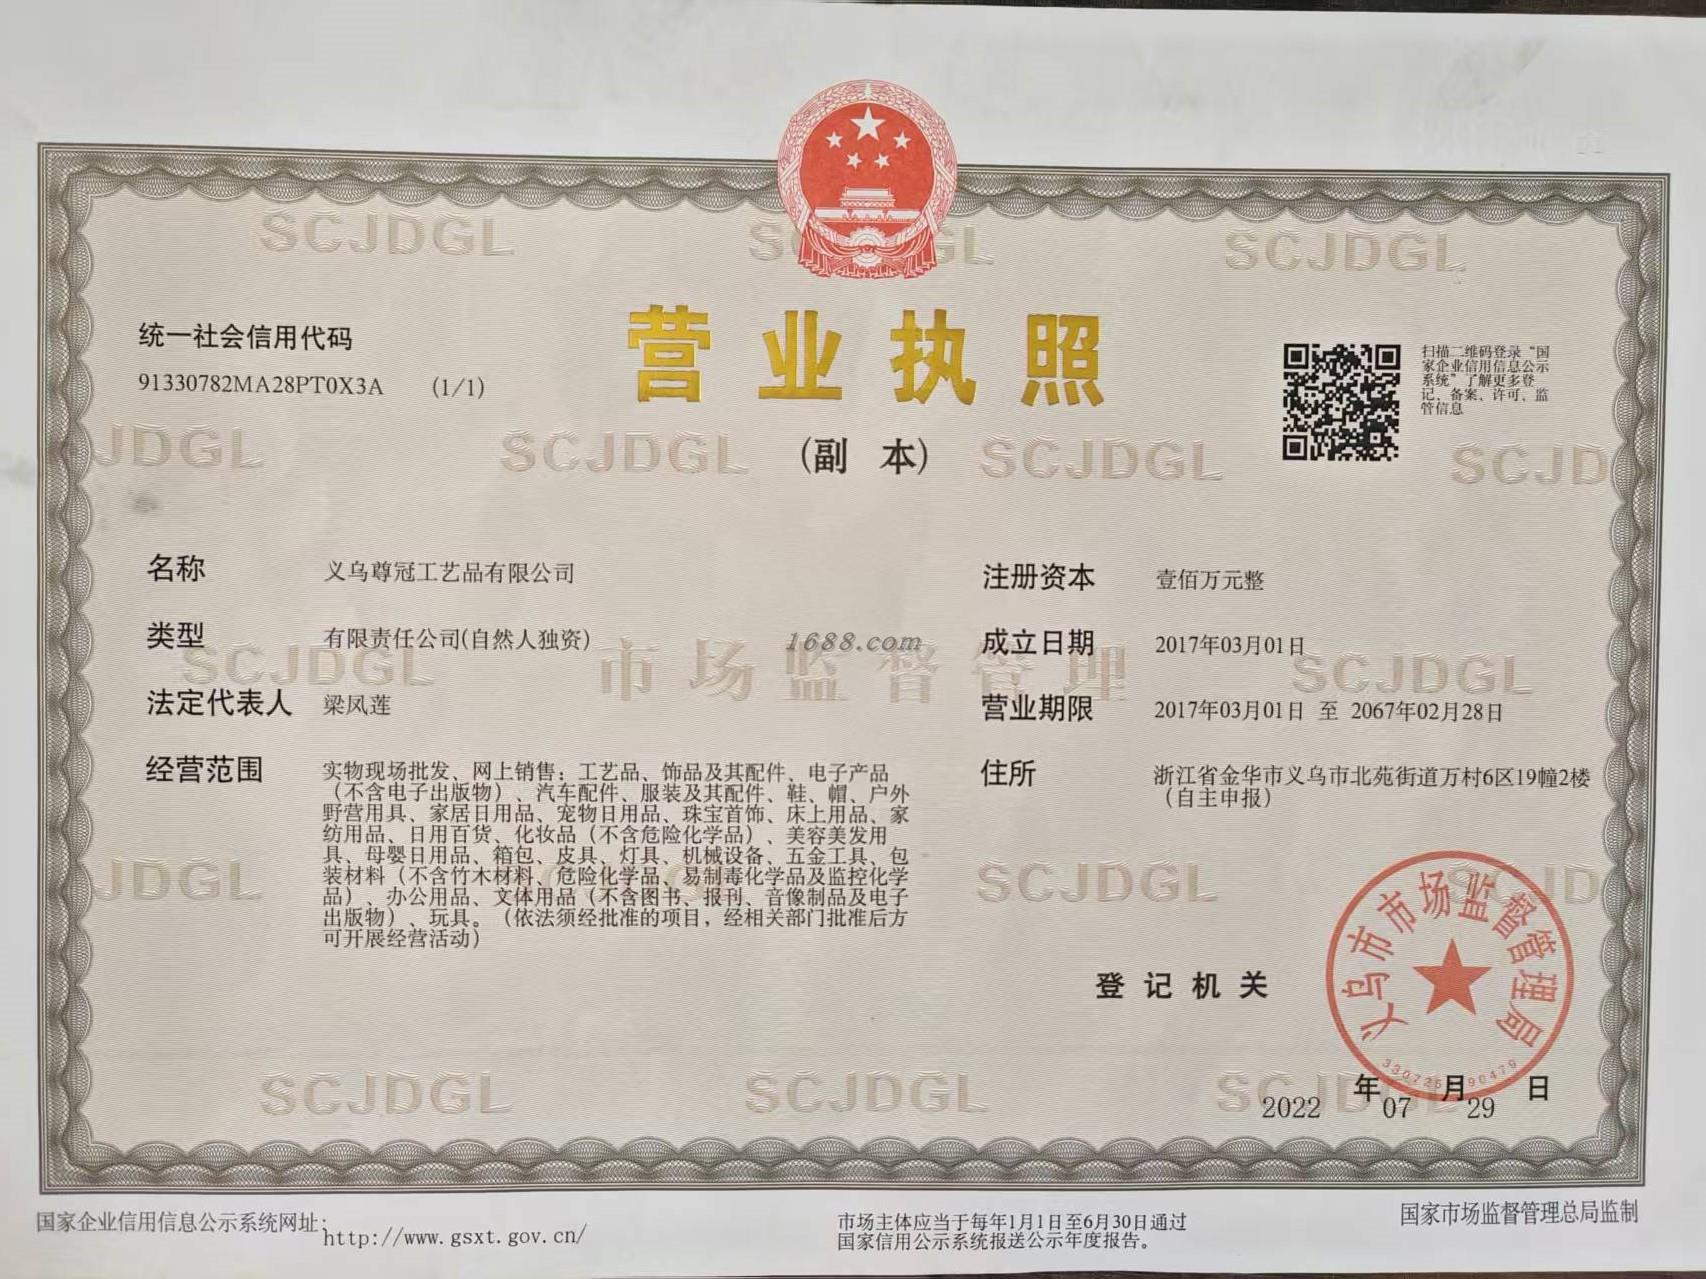 统一社会信用代码
91330782MA28PT0X3A (1/1)
营业执照
(副 本)
扫描二维码登录“国
家企业信用信息公示
系统”了解更多登
记、备案、许可、监
管信息
名称 义乌尊冠工艺品有限公司
类型 有限责任公司(自然人独资)
法定代表人 梁凤莲
经营范围 实物现场批发、网上销售：工艺品、饰品及其配件、电子产品
（不含电子出版物）、汽车配件、服装及其配件、鞋、帽、户外
野营用具、家居日用品、宠物日用品、珠宝首饰、床上用品、家
纺用品、日用百货、化妆品（不含危险化学品）、美容美发用
具、母婴日用品、箱包、皮具、灯具、机械设备、五金工具、包
装材料（不含竹木材料、危险化学品、易制毒化学品及监控化学
品）、办公用品、文体用品（不含图书、报刊、音像制品及电子
出版物）、玩具。（依法须经批准的项目，经相关部门批准后方
可开展经营活动）
注册资本 壹佰万元整
成立日期 2017年03月01日
营业期限 2017年03月01日 至 2067年02月28日
住所 浙江省金华市义乌市北苑街道万村6区19幢2楼
（自主申报）
1688.com
市场监督管理
SCJDGL
SCJDGL
SCJDGL
SCJDGL
SCJDGL
SCJDGL
SCJDGL
SCJDGL
SCJDGL
SCJDGL
登记机关
义乌市市场监督管理局
2022年07月29日
国家企业信用信息公示系统网址：http://www.gsxt.gov.cn/
市场主体应当于每年1月1日至6月30日通过
国家信用公示系统报送公示年度报告。
国家市场监督管理总局监制